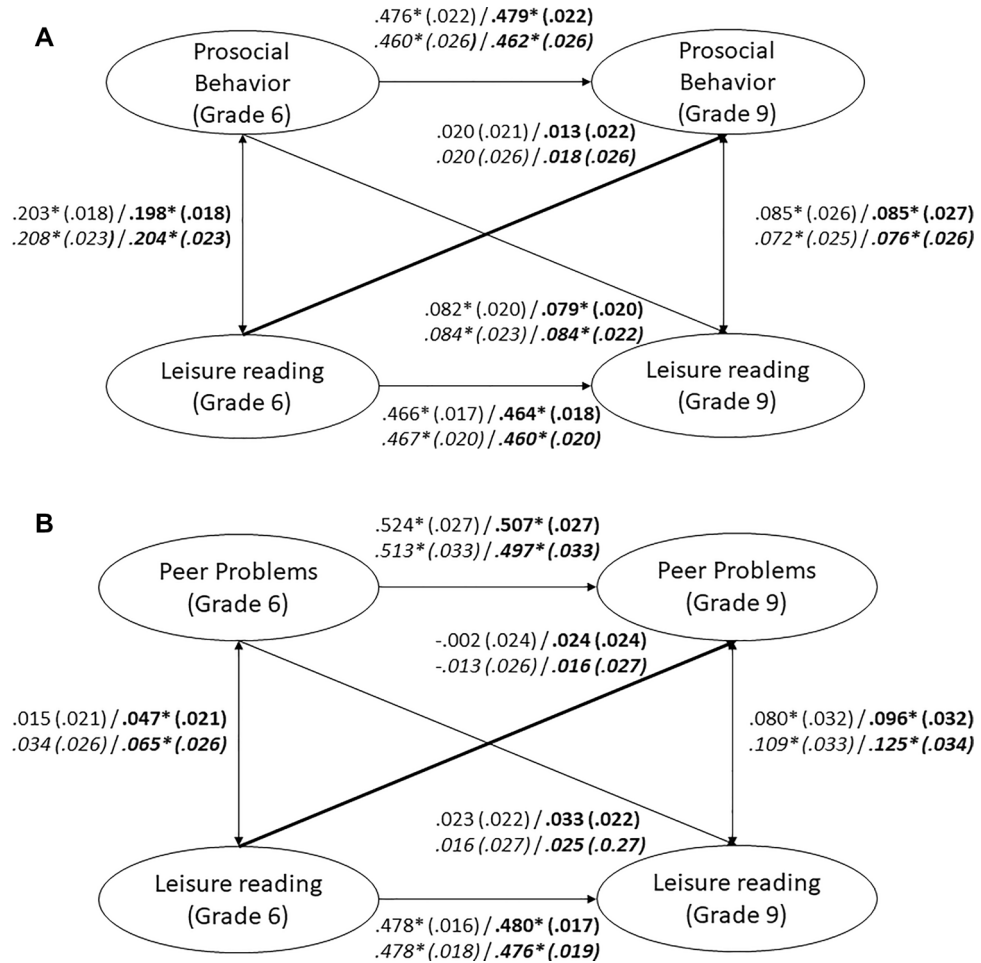 A
.476* (.022) / .479* (.022)
.460* (.026) / .462* (.026)
Prosocial
Behavior
(Grade 6)
Prosocial
Behavior
(Grade 9)
.020 (.021) / .013 (.022)
.020 (.026) / .018 (.026)
.203* (.018) / .198* (.018)
.208* (.023) / .204* (.023)
.085* (.026) / .085* (.027)
.072* (.025) / .076* (.026)
.082* (.020) / .079* (.020)
.084* (.023) / .084* (.022)
Leisure reading
(Grade 6)
Leisure reading
(Grade 9)
.466* (.017) / .464* (.018)
.467* (.020) / .460* (.020)
B
.524* (.027) / .507* (.027)
.513* (.033) / .497* (.033)
Peer Problems
(Grade 6)
Peer Problems
(Grade 9)
-.002 (.024) / .024 (.024)
-.013 (.026) / .016 (.027)
.015 (.021) / .047* (.021)
.034 (.026) / .065* (.026)
.080* (.032) / .096* (.032)
.109* (.033) / .125* (.034)
.023 (.022) / .033 (.022)
.016 (.027) / .025 (0.27)
Leisure reading
(Grade 6)
Leisure reading
(Grade 9)
.478* (.016) / .480* (.017)
.478* (.018) / .476* (.019)